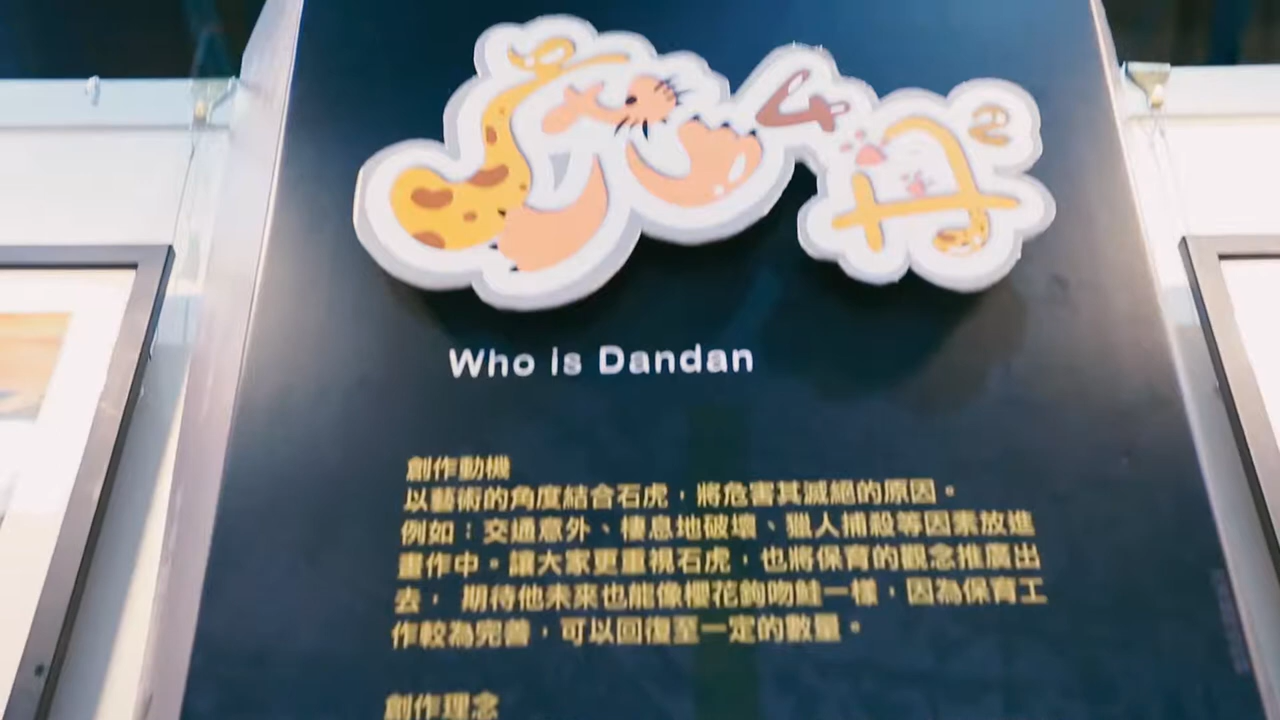 Who is Dandan
創作動機
以藝術的角度結合石虎，將危害其滅絕的原因。
例如：交通意外、棲息地破壞、獵人捕殺等因素放進
畫作中。讓大家更重視石虎，也將保育的觀念推廣出
去， 期待他未來也能像櫻花鉤吻鮭一樣，因為保育工
作較為完善，可以回復至一定的數量。
創作理念